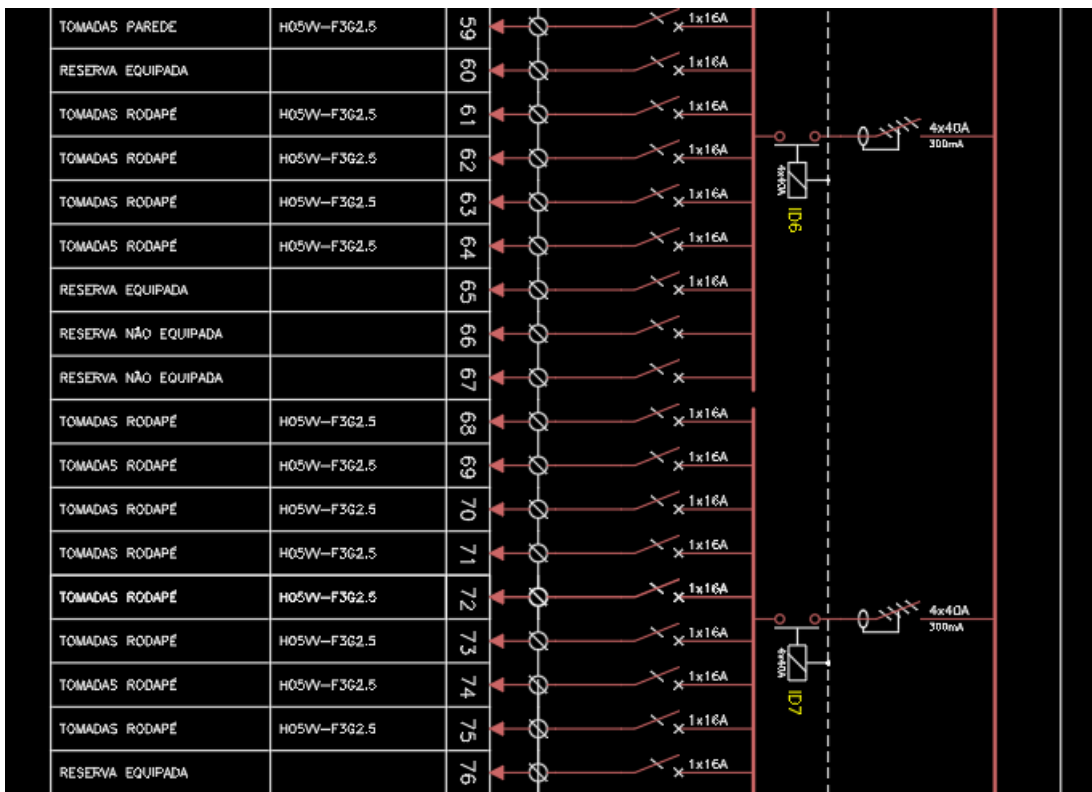 TOMADAS PAREDE H05VV-F3G2.5 59 1x16A
RESERVA EQUIPADA 60 1x16A
TOMADAS RODAPÉ H05VV-F3G2.5 61 1x16A
4x40A
300mA
TOMADAS RODAPÉ H05VV-F3G2.5 62 1x16A
4x40A
TOMADAS RODAPÉ H05VV-F3G2.5 63 1x16A
ID6
TOMADAS RODAPÉ H05VV-F3G2.5 64 1x16A
RESERVA EQUIPADA 65 1x16A
RESERVA NÃO EQUIPADA 66
RESERVA NÃO EQUIPADA 67
TOMADAS RODAPÉ H05VV-F3G2.5 68 1x16A
TOMADAS RODAPÉ H05VV-F3G2.5 69 1x16A
TOMADAS RODAPÉ H05VV-F3G2.5 70 1x16A
TOMADAS RODAPÉ H05VV-F3G2.5 71 1x16A
TOMADAS RODAPÉ H05VV-F3G2.5 72 1x16A
4x40A
300mA
TOMADAS RODAPÉ H05VV-F3G2.5 73 1x16A
4x40A
TOMADAS RODAPÉ H05VV-F3G2.5 74 1x16A
ID7
TOMADAS RODAPÉ H05VV-F3G2.5 75 1x16A
RESERVA EQUIPADA 76 1x16A